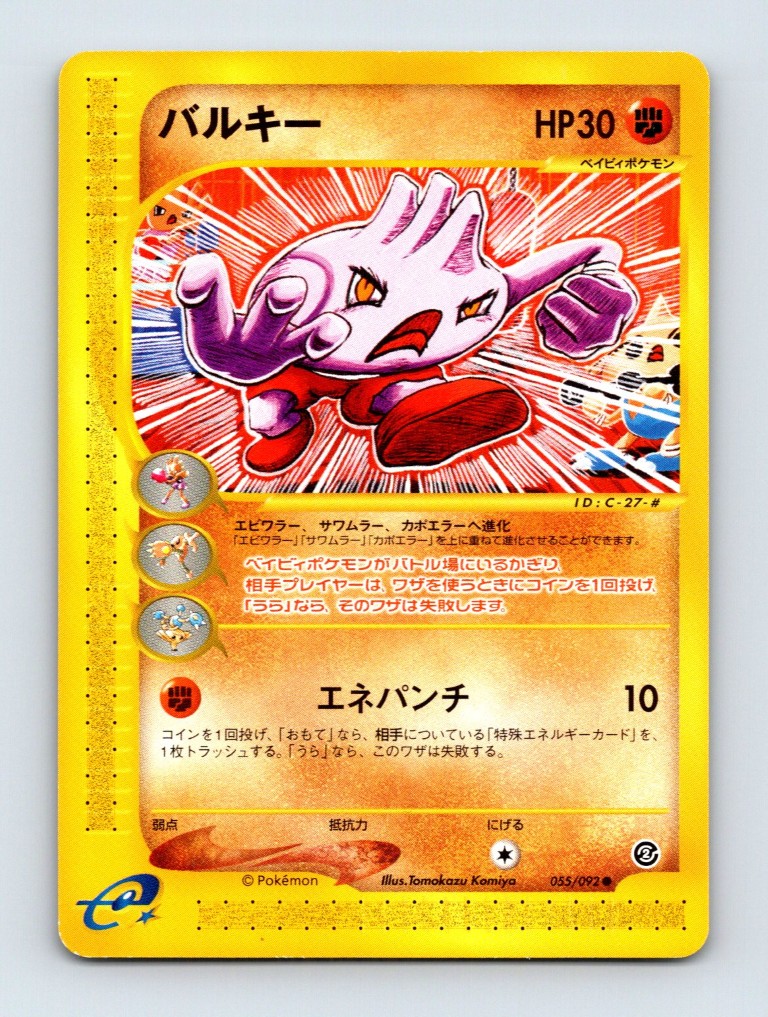 バルキー
HP30
ベイビィポケモン
ID:C-27-#
エビワラー、サワムラー、カポエラーへ進化
「エビワラー」「サワムラー」「カポエラー」を上に重ねて進化させることができます。
ベイビィポケモンがバトル場にいるかぎり、
相手プレイヤーは、ワザを使うときにコインを1回投げ、
「うら」なら、そのワザは失敗します。
エネパンチ 10
コインを1回投げ、「おもて」なら、相手についている「特殊エネルギーカード」を、
1枚トラッシュする。「うら」なら、このワザは失敗する。
弱点 抵抗力 にげる
2
© Pokémon Illus.Tomokazu Komiya 055/092●
e